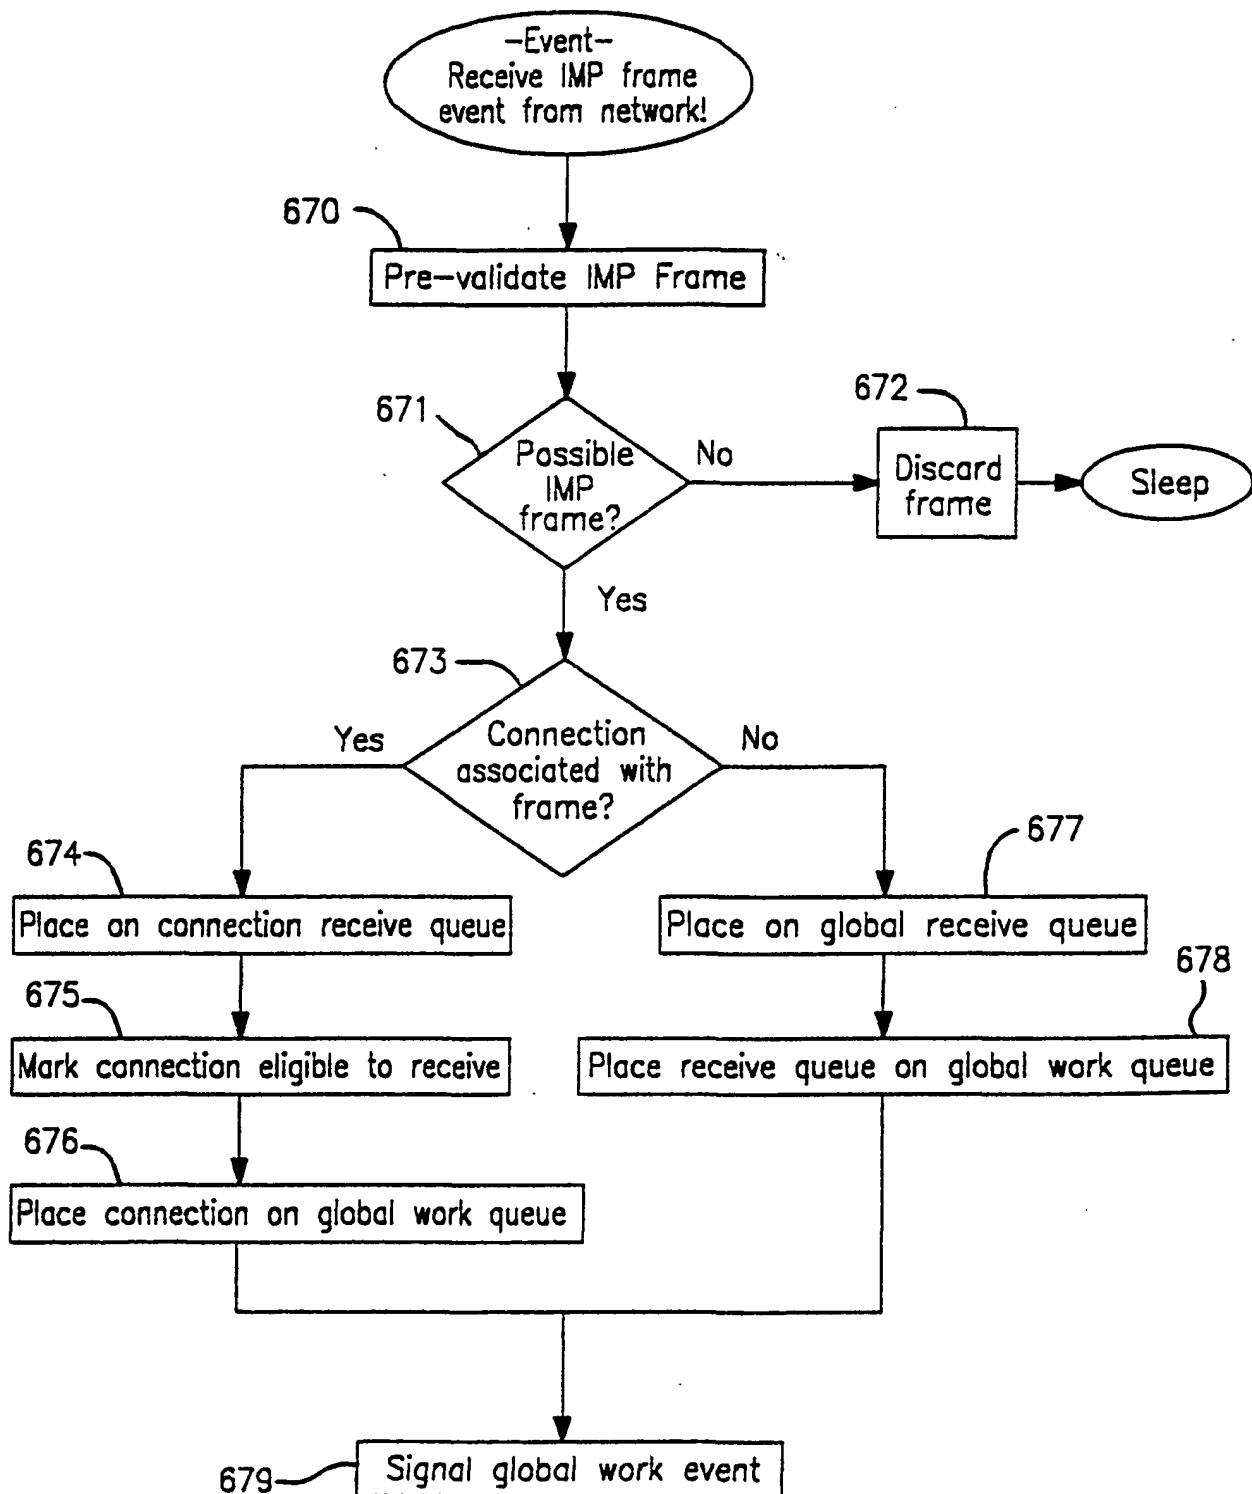 -Event-
Receive IMP frame
event from network!
670
Pre-validate IMP Frame
671
Possible
IMP
frame?
No
672
Discard
frame
Sleep
Yes
673
Connection
associated with
frame?
Yes
No
674
Place on connection receive queue
677
Place on global receive queue
675
Mark connection eligible to receive
678
Place receive queue on global work queue
676
Place connection on global work queue
679
Signal global work event